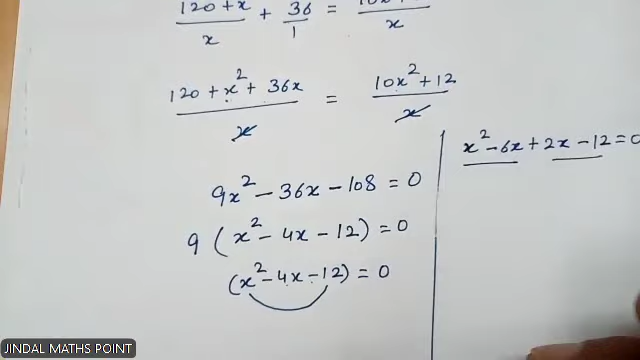 120 + x / x + 36 / 1 = / x
120 + x² + 36x / x = 10x² + 12 / x
9x² − 36x − 108 = 0
9 (x² − 4x − 12) = 0
(x² − 4x − 12) = 0
x² − 6x + 2x − 12 = 0
JINDAL MATHS POINT